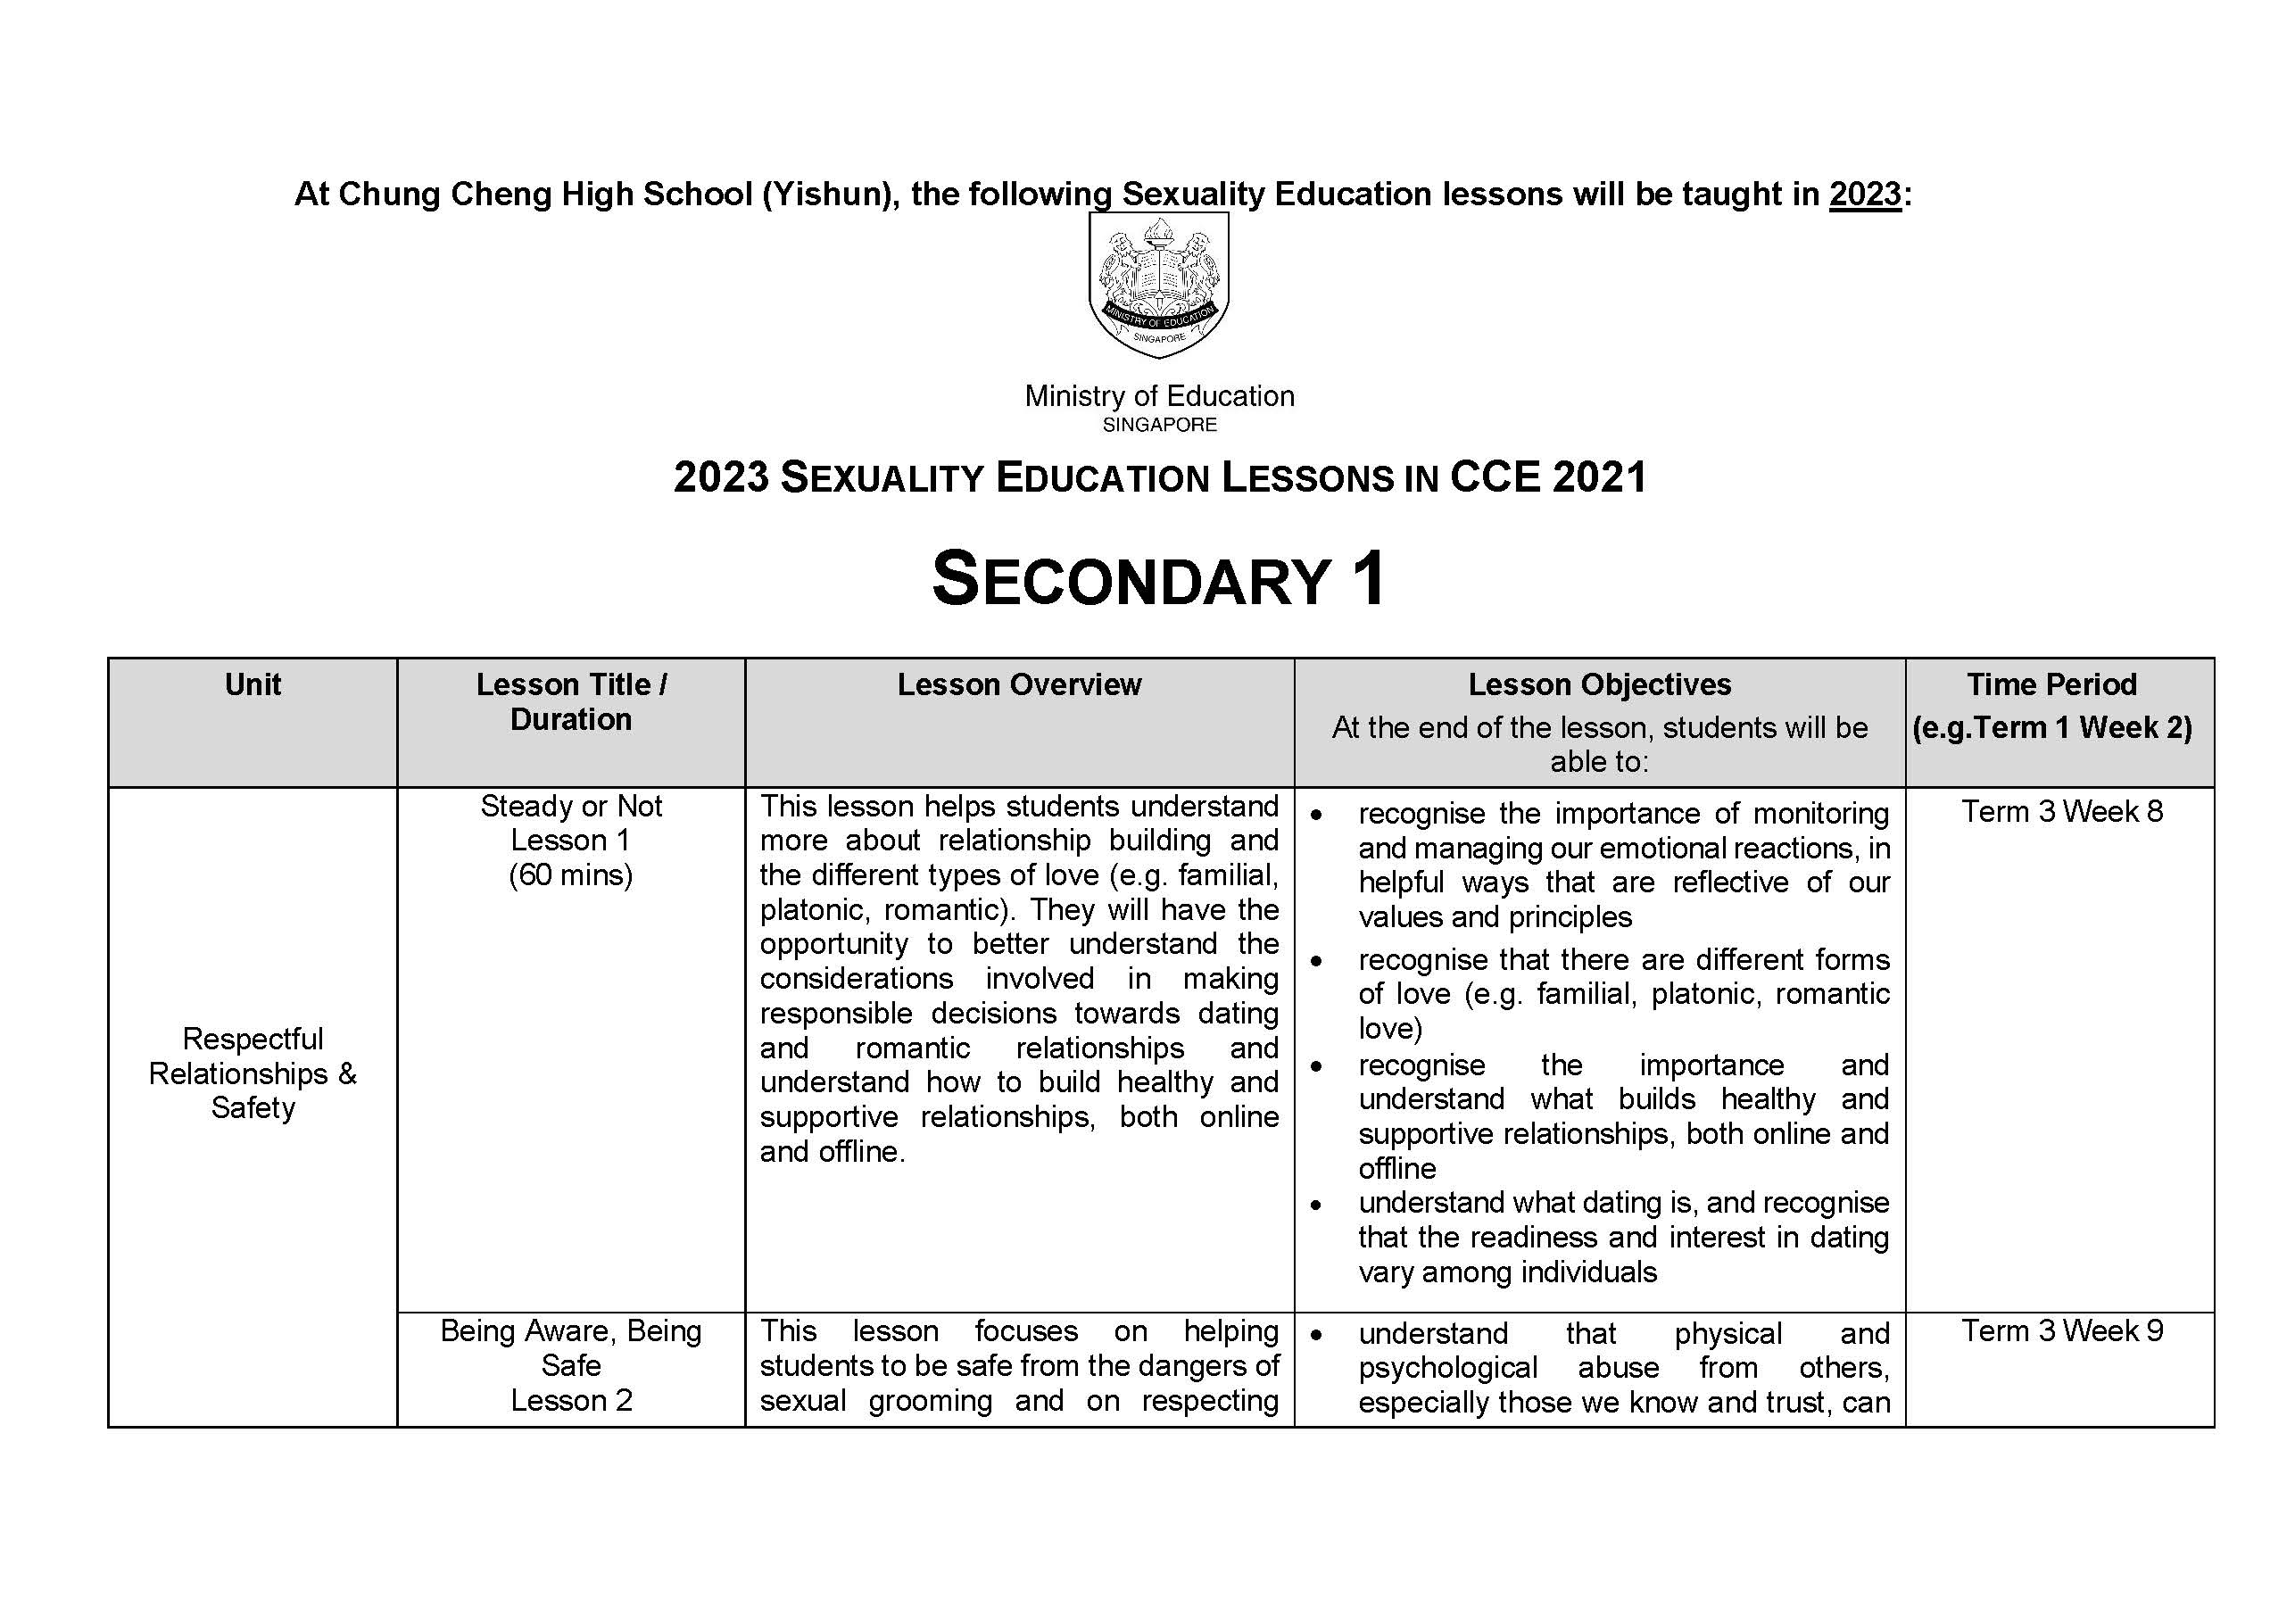 At Chung Cheng High School (Yishun), the following Sexuality Education lessons will be taught in 2023:
MINISTRY OF EDUCATION
SINGAPORE
Ministry of Education
SINGAPORE
2023 SEXUALITY EDUCATION LESSONS IN CCE 2021
SECONDARY 1
Unit
Lesson Title /
Duration
Lesson Overview
Lesson Objectives
At the end of the lesson, students will be
able to:
Time Period
(e.g.Term 1 Week 2)
Respectful
Relationships &
Safety
Steady or Not
Lesson 1
(60 mins)
This lesson helps students understand
more about relationship building and
the different types of love (e.g. familial,
platonic, romantic). They will have the
opportunity to better understand the
considerations involved in making
responsible decisions towards dating
and romantic relationships and
understand how to build healthy and
supportive relationships, both online
and offline.
• recognise the importance of monitoring
and managing our emotional reactions, in
helpful ways that are reflective of our
values and principles
• recognise that there are different forms
of love (e.g. familial, platonic, romantic
love)
• recognise the importance and
understand what builds healthy and
supportive relationships, both online and
offline
• understand what dating is, and recognise
that the readiness and interest in dating
vary among individuals
Term 3 Week 8
Being Aware, Being
Safe
Lesson 2
This lesson focuses on helping
students to be safe from the dangers of
sexual grooming and on respecting
• understand that physical and
psychological abuse from others,
especially those we know and trust, can
Term 3 Week 9